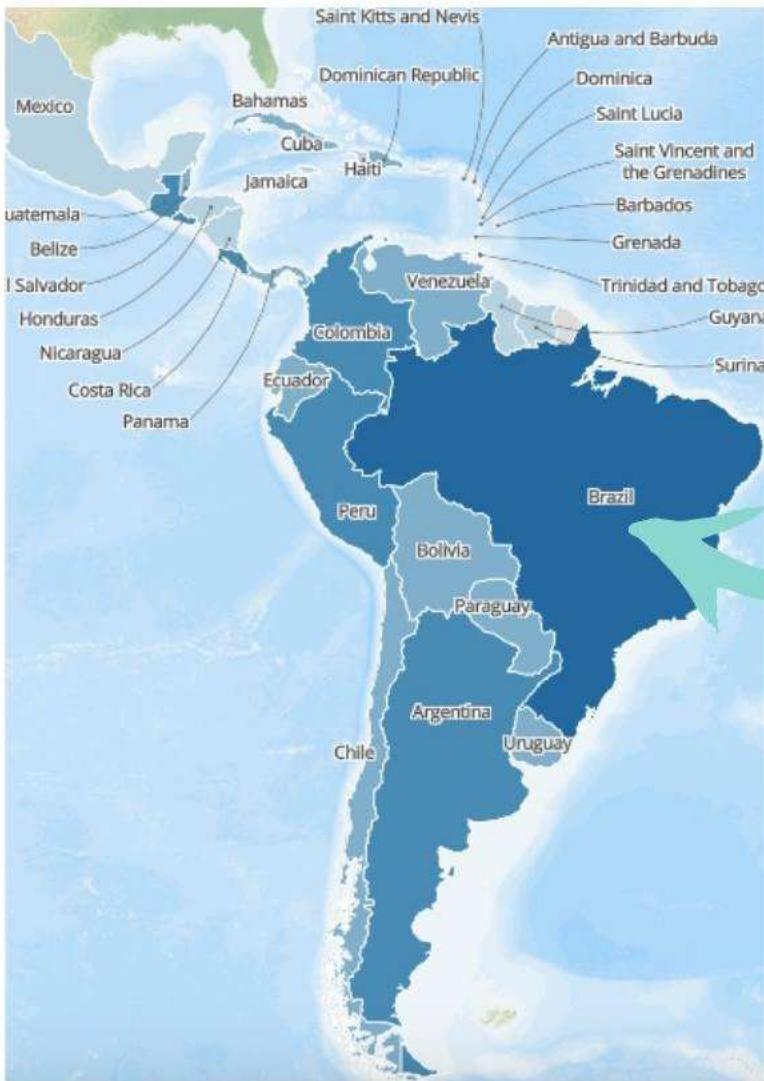 Saint Kitts and Nevis
Antigua and Barbuda
Dominican Republic
Dominica
Bahamas
Mexico
Saint Lucia
Cuba
Saint Vincent and
the Grenadines
Haiti
Jamaica
Barbados
uatemala
Belize
Grenada
l Salvador
Venezuela
Trinidad and Tobago
Honduras
Guyana
Colombia
Nicaragua
Surina
Ecuador
Costa Rica
Panama
Brazil
Peru
Bolivia
Paraguay
Argentina
Uruguay
Chile